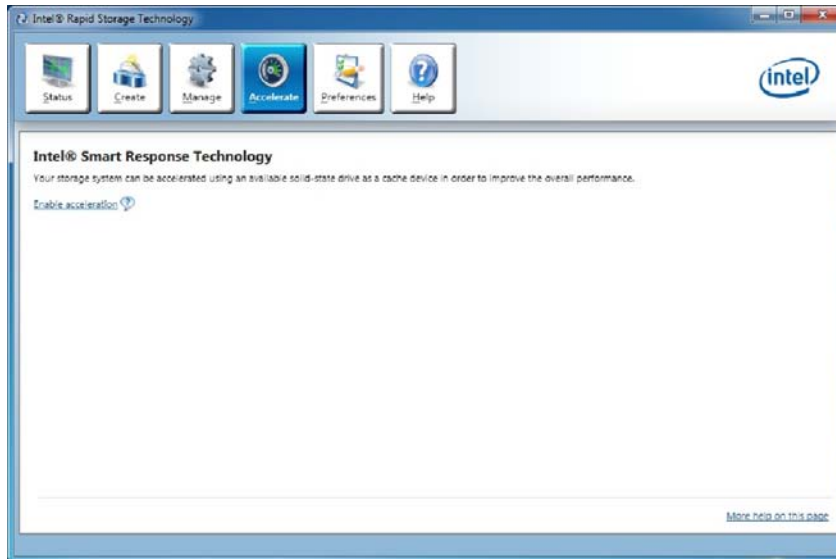 Intel® Rapid Storage Technology
Status
Create
Manage
Accelerate
Preferences
Help
intel
Intel® Smart Response Technology
Your storage system can be accelerated using an available solid-state drive as a cache device in order to improve the overall performance.
Enable acceleration ?
More help on this page